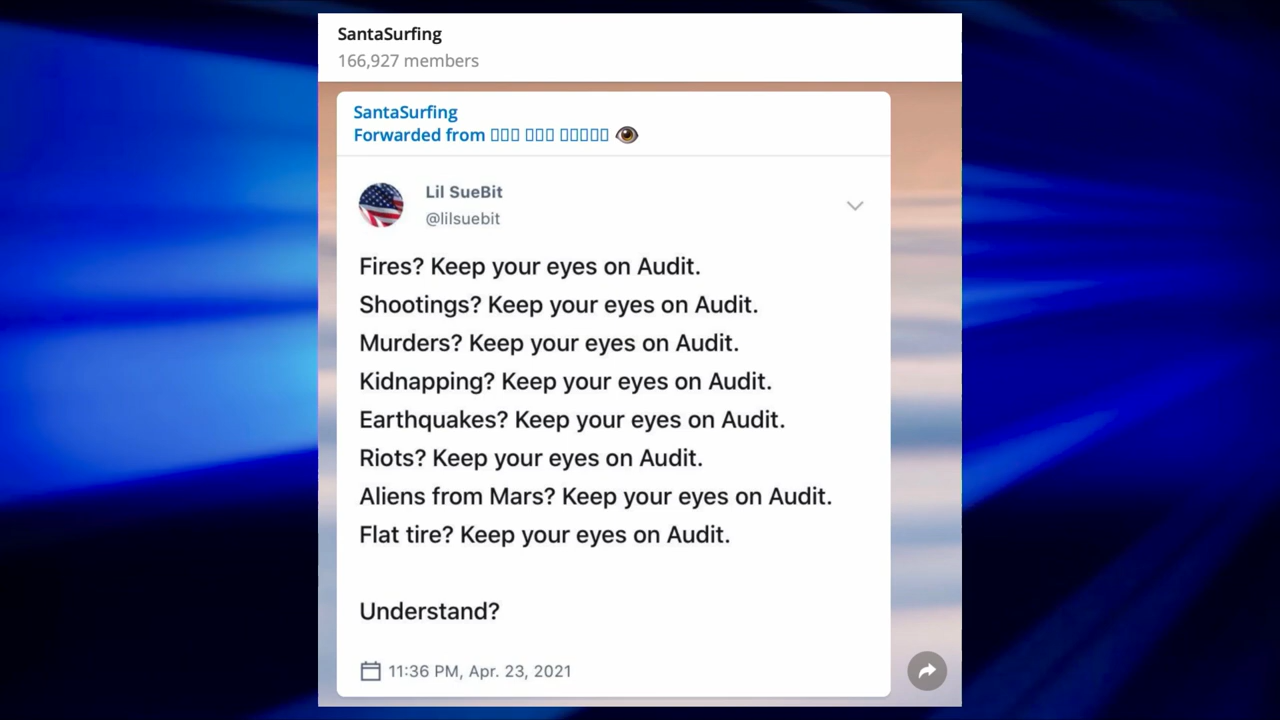 SantaSurfing
166,927 members
SantaSurfing
Forwarded from
Lil SueBit
@lilsuebit
Fires? Keep your eyes on Audit.
Shootings? Keep your eyes on Audit.
Murders? Keep your eyes on Audit.
Kidnapping? Keep your eyes on Audit.
Earthquakes? Keep your eyes on Audit.
Riots? Keep your eyes on Audit.
Aliens from Mars? Keep your eyes on Audit.
Flat tire? Keep your eyes on Audit.
Understand?
11:36 PM, Apr. 23, 2021